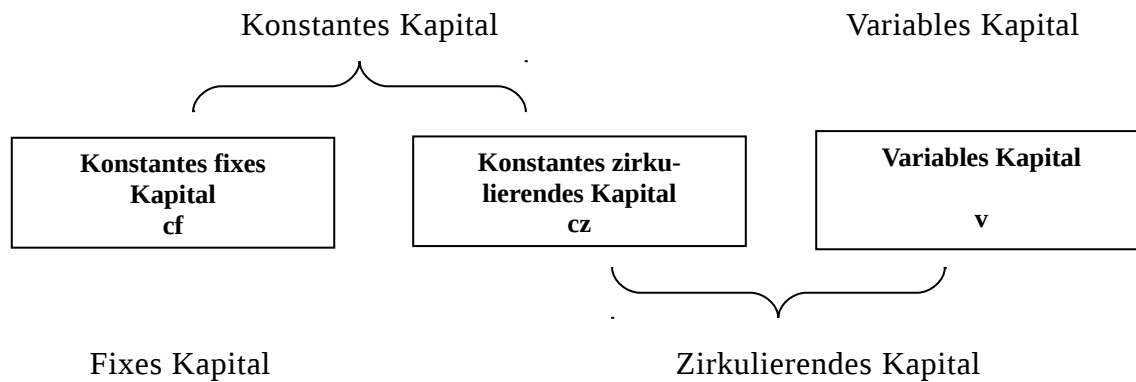 Konstantes Kapital
Variables Kapital
Konstantes fixes
Kapital
cf
Konstantes zirku-
lierendes Kapital
cz
Variables Kapital
v
Fixes Kapital
Zirkulierendes Kapital